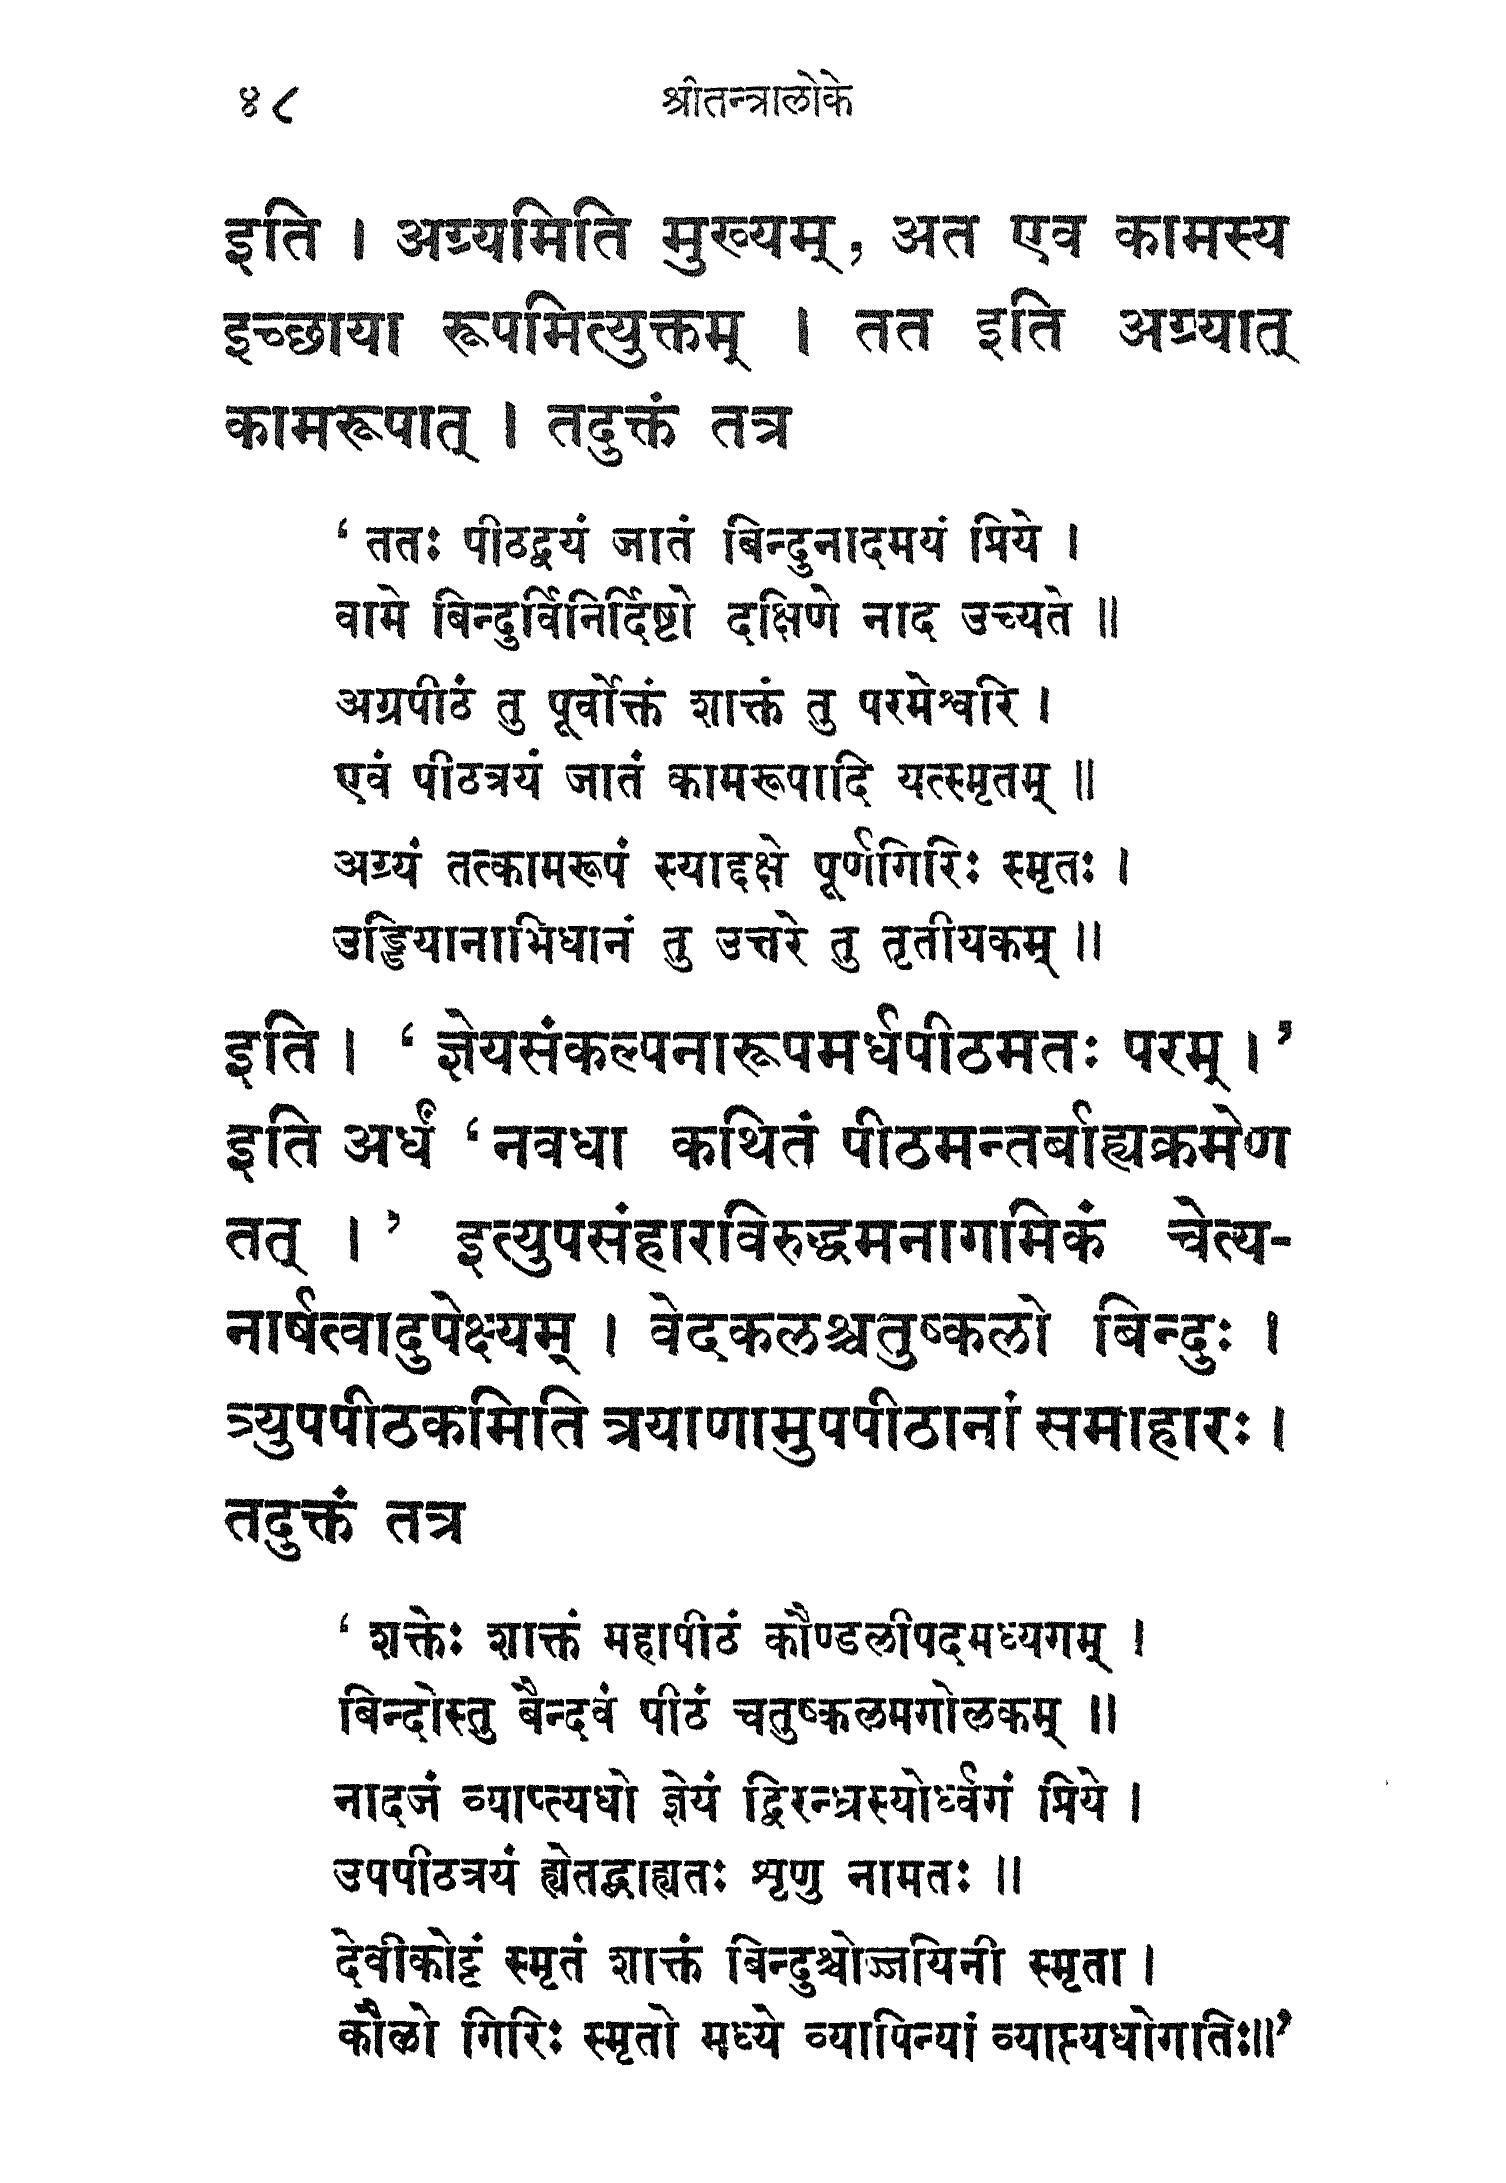 ४८ श्रीतन्त्रालोके
इति । अग्र्यमिति मुख्यम्, अत एव कामस्य
इच्छाया रूपमित्युक्तम् । तत इति अग्र्यात्
कामरूपात् । तदुक्तं तत्र
‘ ततः पीठद्वयं जातं बिन्दुनादमयं प्रिये ।
वामे बिन्दुर्विनिर्दिष्टो दक्षिणे नाद उच्यते ॥
अग्रपीठं तु पूर्वोक्तं शाक्तं तु परमेश्वरि ।
एवं पीठत्रयं जातं कामरूपादि यत्स्मृतम् ॥
अग्र्यं तत्कामरूपं स्याद्दक्षे पूर्णगिरिः स्मृतः ।
उड्डियानाभिधानं तु उत्तरे तु तृतीयकम् ॥
इति । ‘ ज्ञेयसंकल्पनारूपमर्धपीठमतः परम् ।’
इति अर्धं ‘ नवधा कथितं पीठमन्तर्बाह्यक्रमेण
तत् ।’ इत्युपसंहारविरुद्धमनागमिकं चेत्य-
नार्षत्वादुपेक्ष्यम् । वेदकलश्चतुष्कलो बिन्दुः ।
त्र्युपपीठकमिति त्रयाणामुपपीठानां समाहारः ।
तदुक्तं तत्र
‘ शक्तेः शाक्तं महापीठं कौण्डलीपदमध्यगम् ।
बिन्दोस्तु बैन्दवं पीठं चतुष्कलमगोलकम् ॥
नादजं व्याप्त्यधो ज्ञेयं द्विरन्ध्रस्योर्ध्वगं प्रिये ।
उपपीठत्रयं ह्येतद्बाह्यतः शृणु नामतः ॥
देवीकोट्टं स्मृतं शाक्तं बिन्दुश्चोज्जयिनी स्मृता ।
कौलो गिरिः स्मृतो मध्ये व्यापिन्यां व्याप्त्यधोगतिः॥’